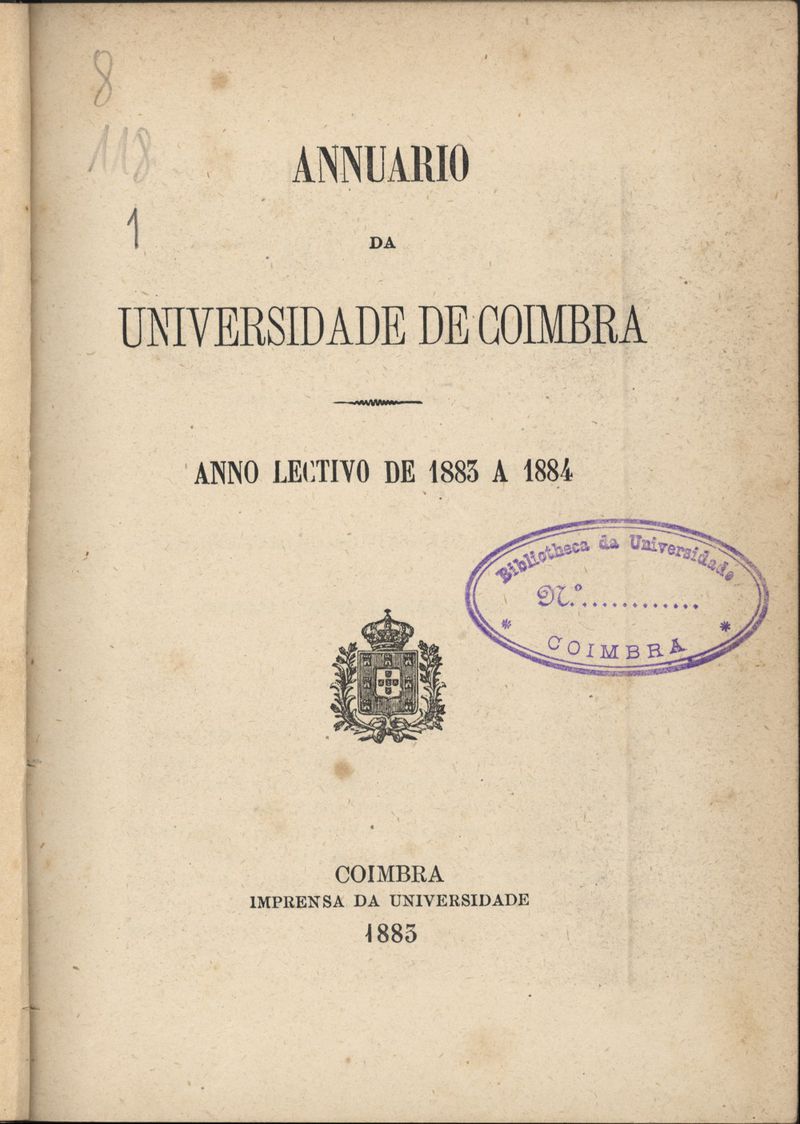 8
118
1
ANNUARIO
DA
UNIVERSIDADE DE COIMBRA
ANNO LECTIVO DE 1883 A 1884
Bibliotheca da Universidade
N.º.............
* COIMBRA *
COIMBRA
IMPRENSA DA UNIVERSIDADE
1883